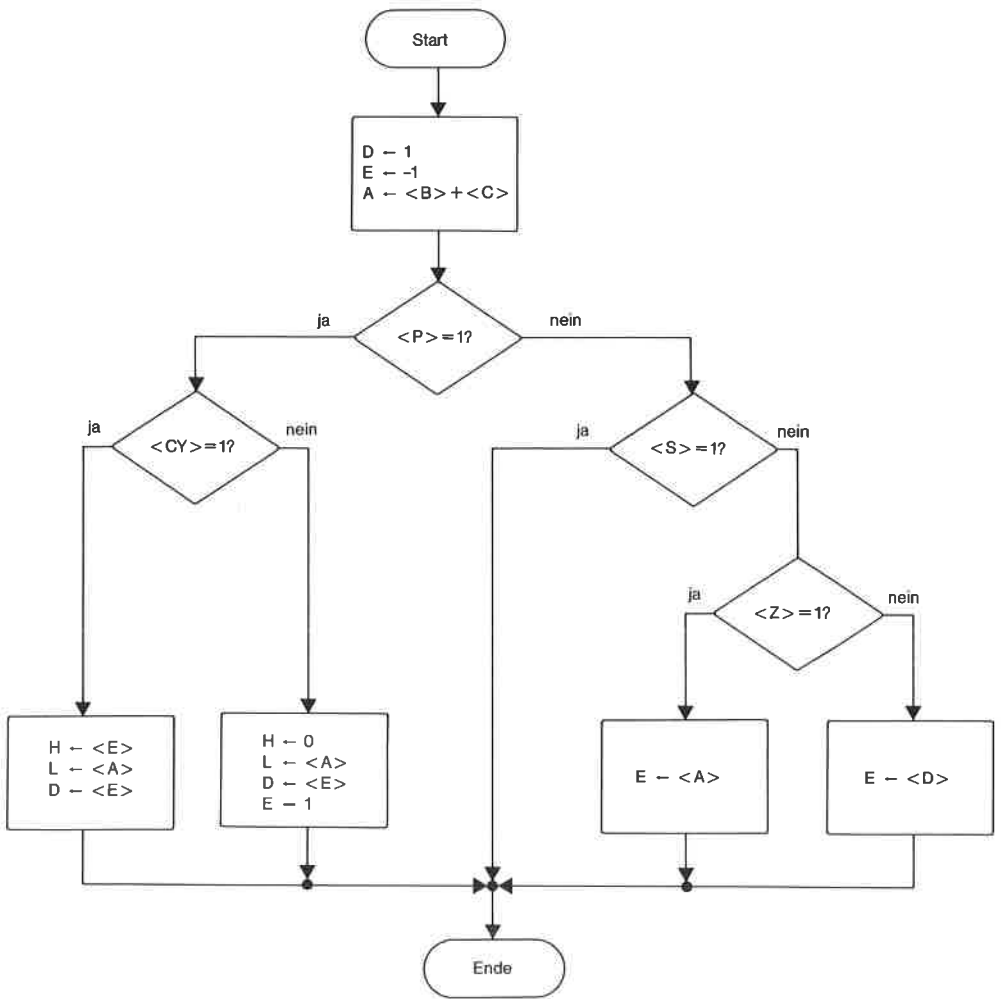 Start
D ← 1
E ← -1
A ← <B>+<C>
ja
<P>=1?
nein
ja
<CY>=1?
nein
ja
<S>=1?
nein
ja
<Z>=1?
nein
H ← <E>
L ← <A>
D ← <E>
H ← 0
L ← <A>
D ← <E>
E – 1
E ← <A>
E ← <D>
Ende